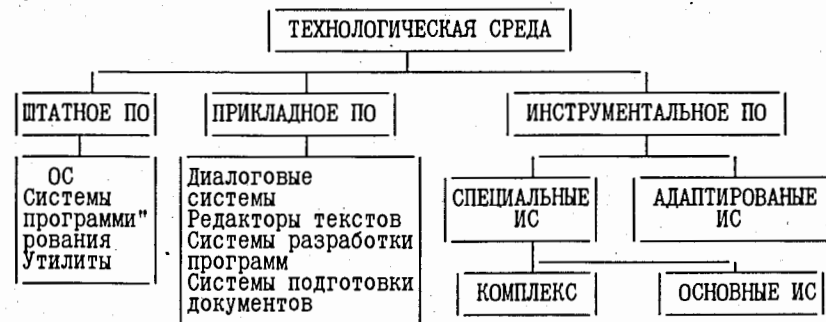 ТЕХНОЛОГИЧЕСКАЯ СРЕДА
ШТАТНОЕ ПО
ПРИКЛАДНОЕ ПО
ИНСТРУМЕНТАЛЬНОЕ ПО
ОС
Системы
программи"
рования
Утилиты
Диалоговые
системы
Редакторы текстов
Системы разработки
программ
Системы подготовки
документов
СПЕЦИАЛЬНЫЕ
ИС
АДАПТИРОВАНЫЕ
ИС
КОМПЛЕКС
ОСНОВНЫЕ ИС